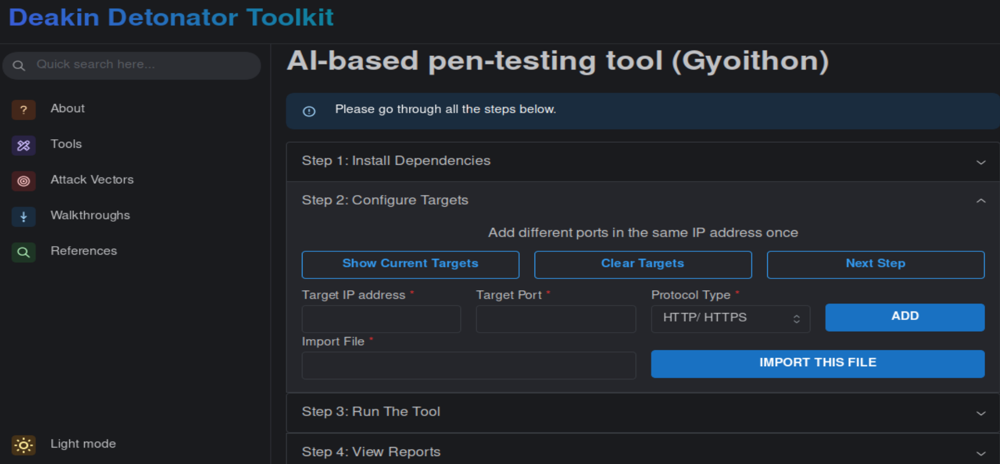 Deakin Detonator Toolkit
Quick search here...
? About
Tools
Attack Vectors
Walkthroughs
References
Light mode
AI-based pen-testing tool (Gyoithon)
Please go through all the steps below.
Step 1: Install Dependencies
Step 2: Configure Targets
Add different ports in the same IP address once
Show Current Targets Clear Targets Next Step
Target IP address * Target Port * Protocol Type *
HTTP/ HTTPS ADD
Import File *
IMPORT THIS FILE
Step 3: Run The Tool
Step 4: View Reports